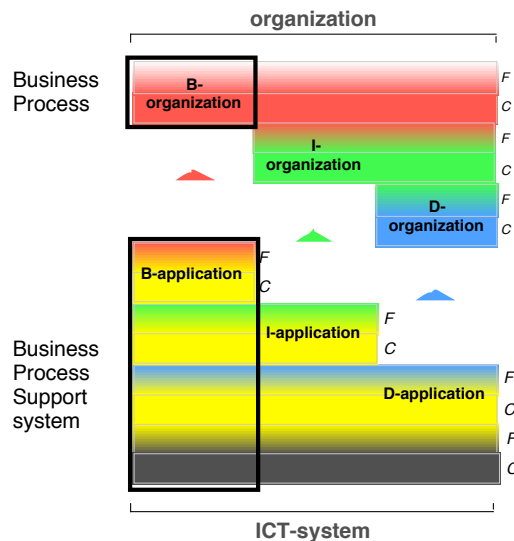 organization
Business
Process
B-
organization
F
C
I-
organization
F
C
D-
organization
F
C
B-application
F
C
I-application
F
C
Business
Process
Support
system
D-application
F
C
F
C
ICT-system